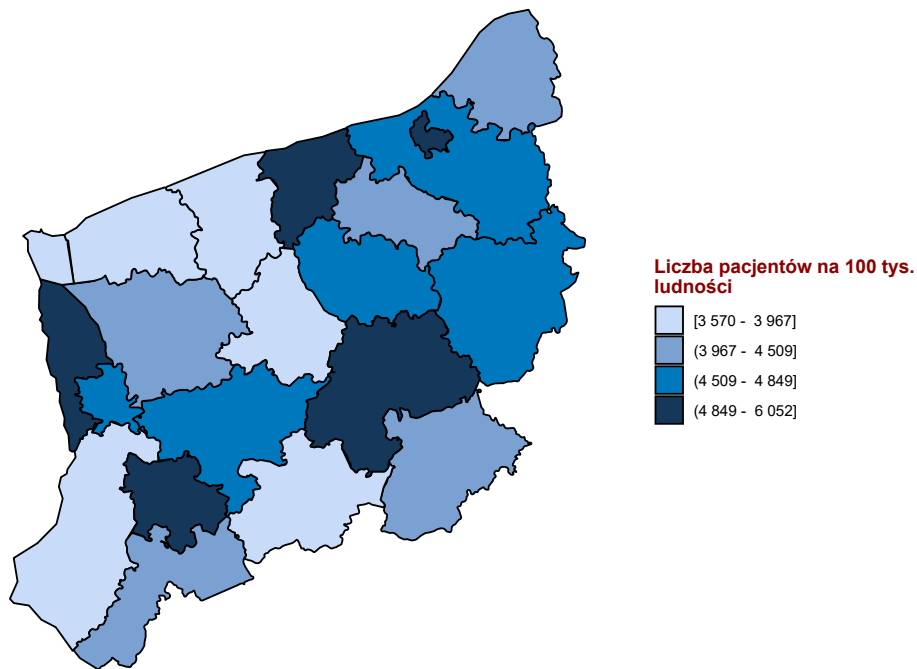 Liczba pacjentów na 100 tys.
ludności
[3 570 - 3 967]
(3 967 - 4 509]
(4 509 - 4 849]
(4 849 - 6 052]